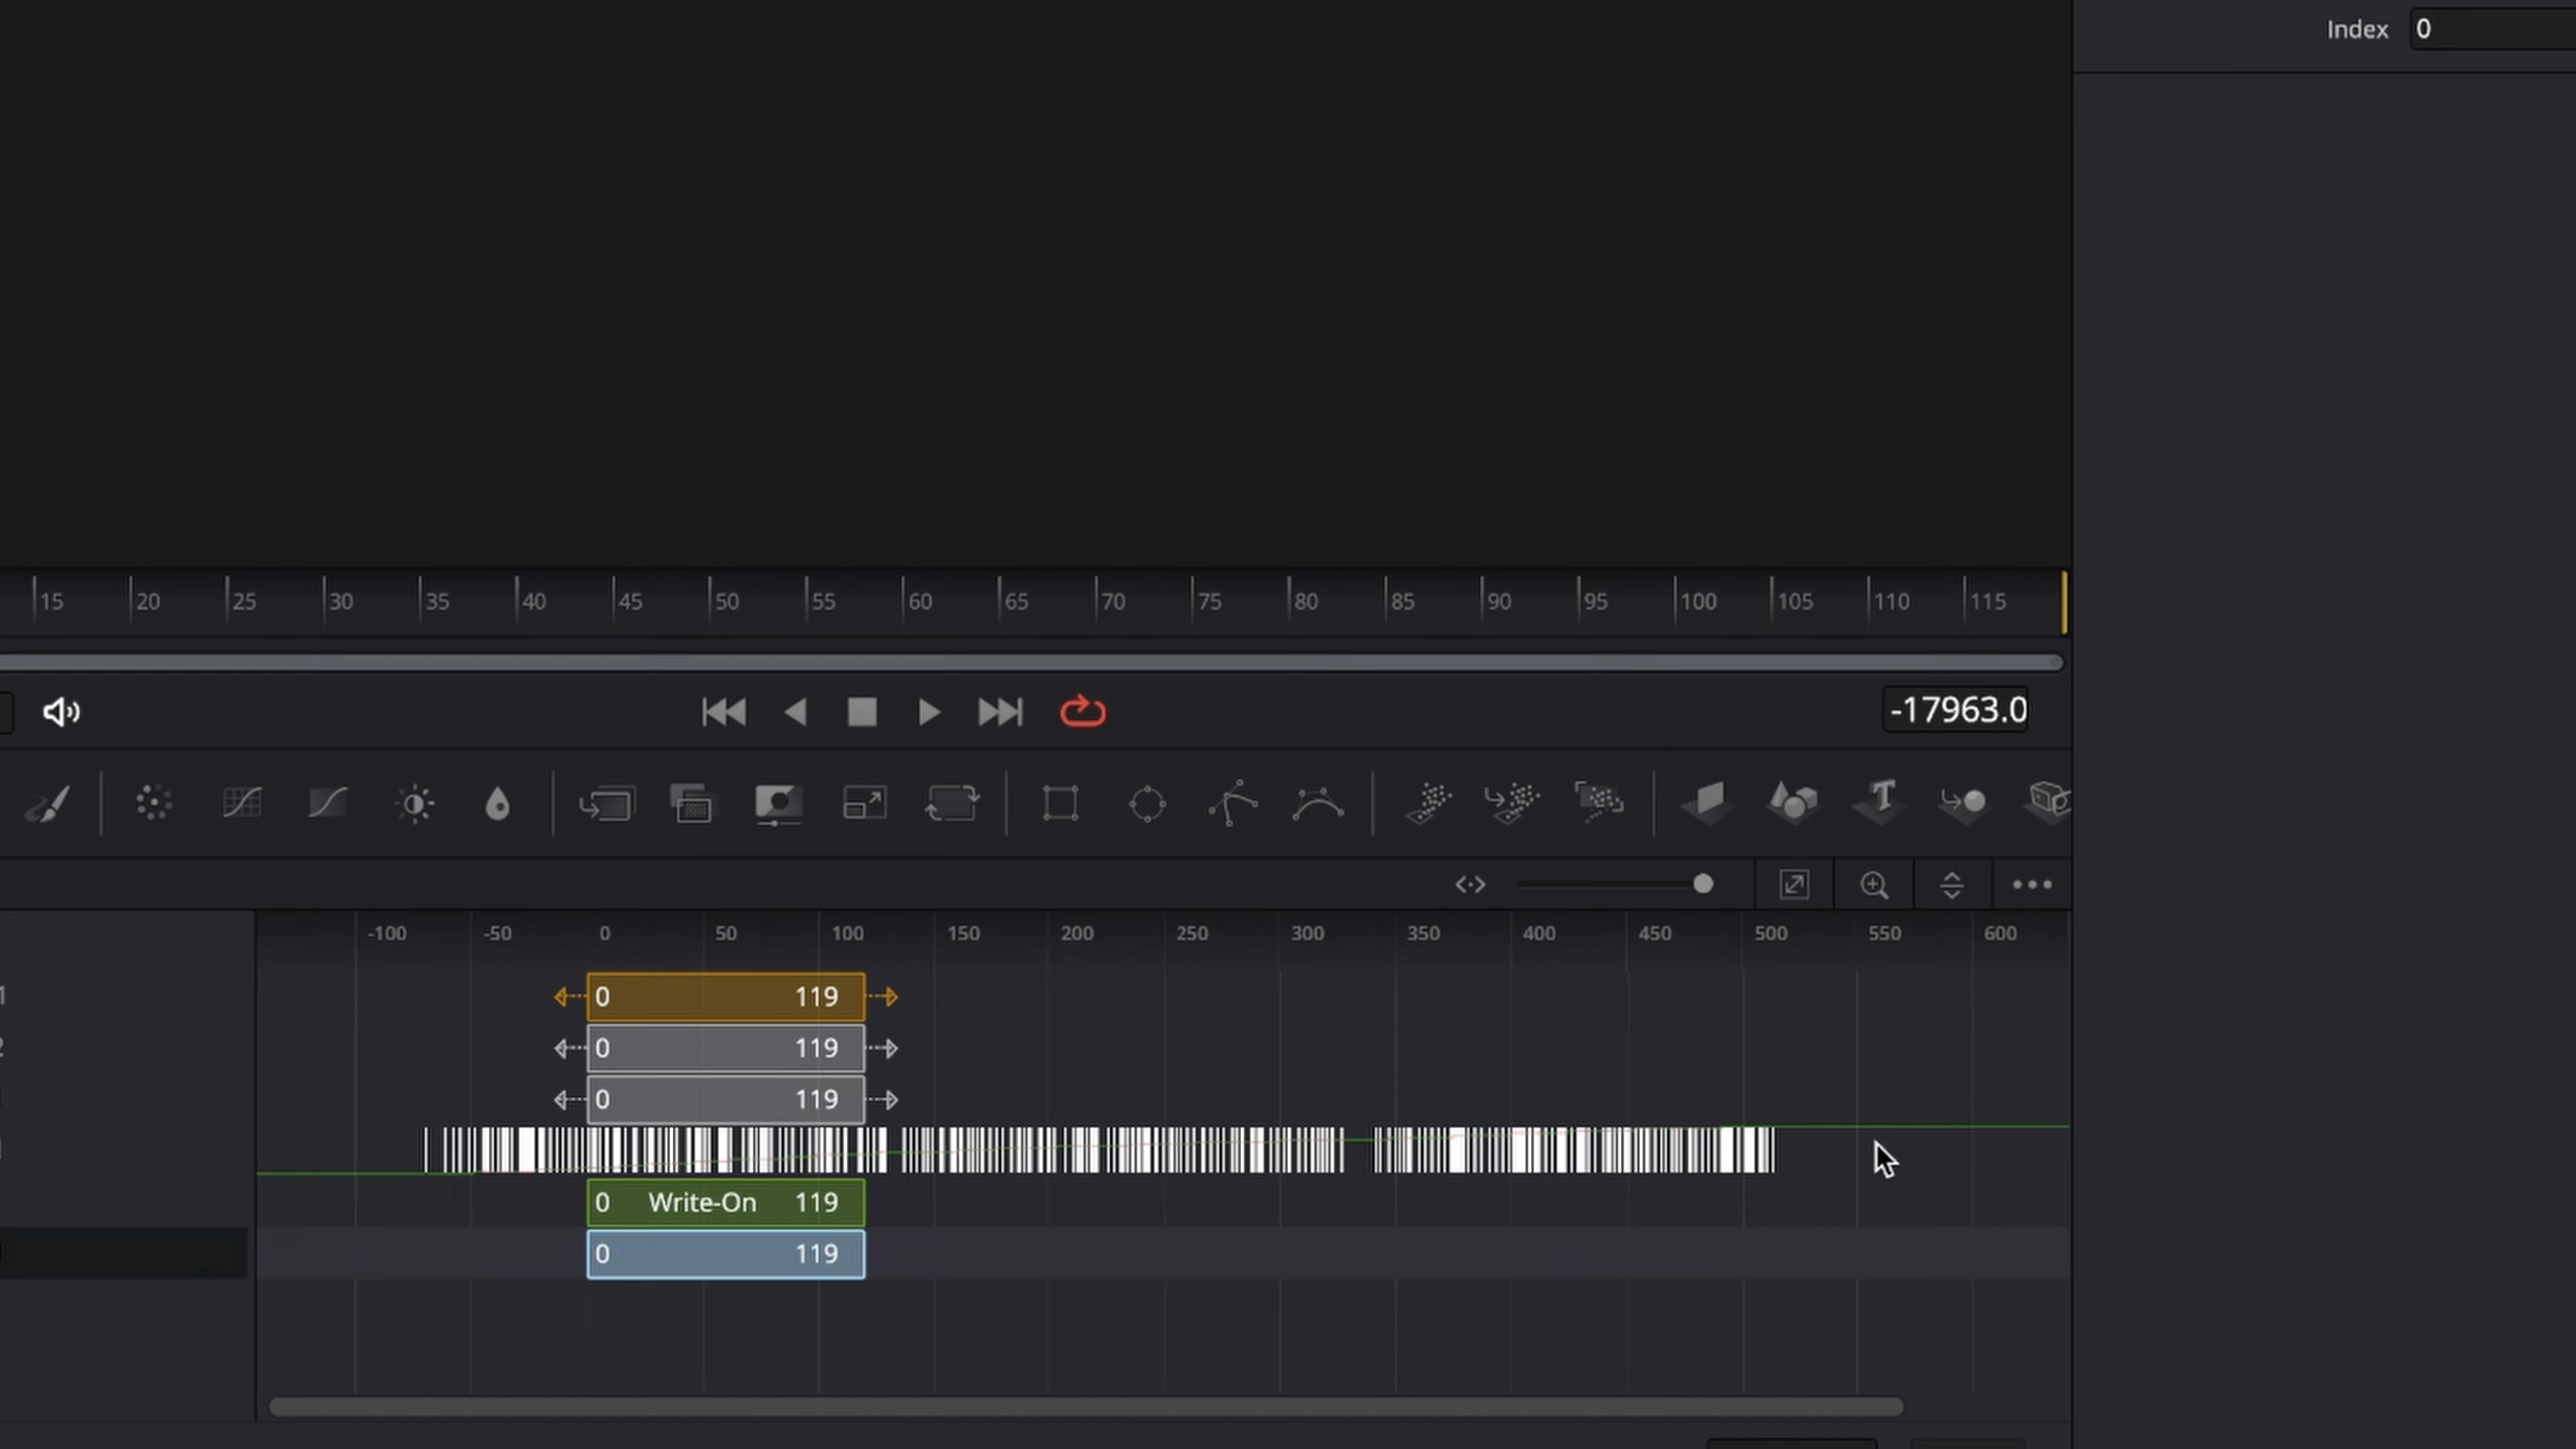 Index 0
15 20 25 30 35 40 45 50 55 60 65 70 75 80 85 90 95 100 105 110 115
-17963.0
-100 -50 0 50 100 150 200 250 300 350 400 450 500 550 600
0 119
0 119
0 119
0 Write-On 119
0 119